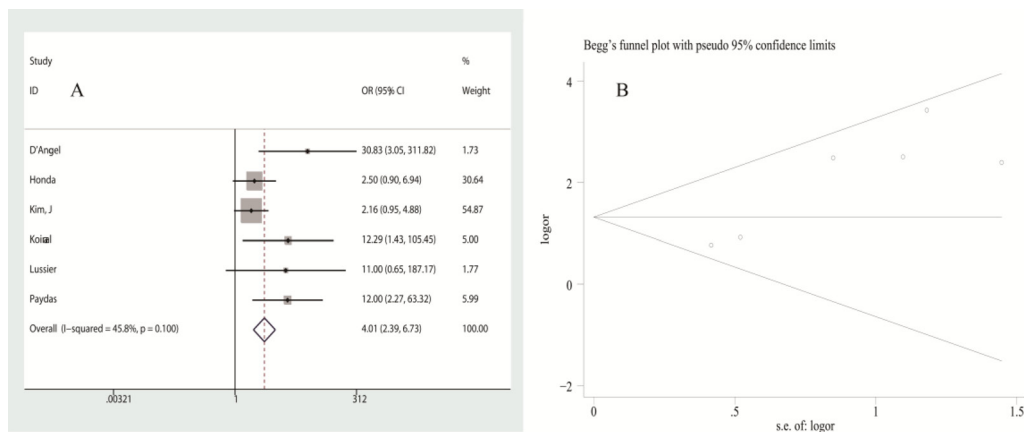 Study %
ID A OR (95% CI Weight
D'Angel 30.83 (3.05, 311.82) 1.73
Honda 2.50 (0.90, 6.94) 30.64
Kim, J 2.16 (0.95, 4.88) 54.87
12.29 (1.43, 105.45) 5.00
Lussier 11.00 (0.65, 187.17) 1.77
Paydas 12.00 (2.27, 63.32) 5.99
Overall (I−squared = 45.8%, p = 0.100) 4.01 (2.39, 6.73) 100.00
.00321 1 312
Begg's funnel plot with pseudo 95% confidence limits
B
4
2
0
−2
logor
0 .5 1 1.5
s.e. of: logor